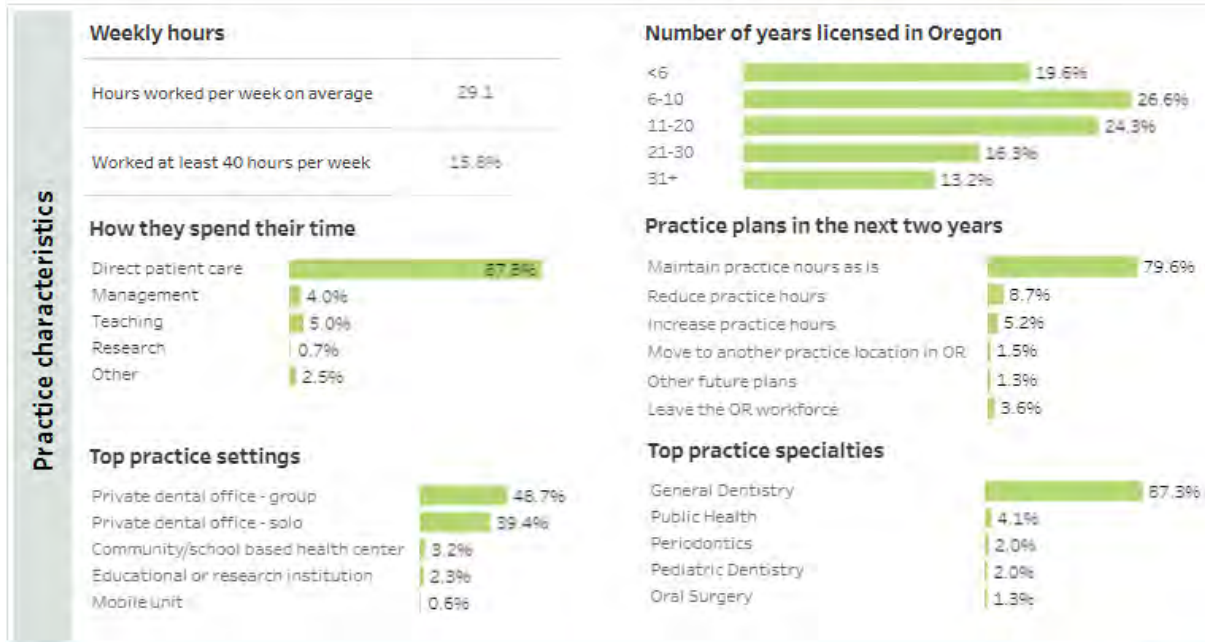 Practice characteristics
Weekly hours
Hours worked per week on average 29.1
Worked at least 40 hours per week 15.8%
How they spend their time
Direct patient care 87.8%
Management 4.0%
Teaching 5.0%
Research 0.7%
Other 2.5%
Top practice settings
Private dental office - group 48.7%
Private dental office - solo 39.4%
Community/school based health center 3.2%
Educational or research institution 2.3%
Mobile unit 0.6%
Number of years licensed in Oregon
<6 19.6%
6-10 26.6%
11-20 24.3%
21-30 16.3%
31+ 13.2%
Practice plans in the next two years
Maintain practice hours as is 79.6%
Reduce practice hours 8.7%
Increase practice hours 5.2%
Move to another practice location in OR 1.5%
Other future plans 1.3%
Leave the OR workforce 3.6%
Top practice specialties
General Dentistry 87.3%
Public Health 4.1%
Periodontics 2.0%
Pediatric Dentistry 2.0%
Oral Surgery 1.3%